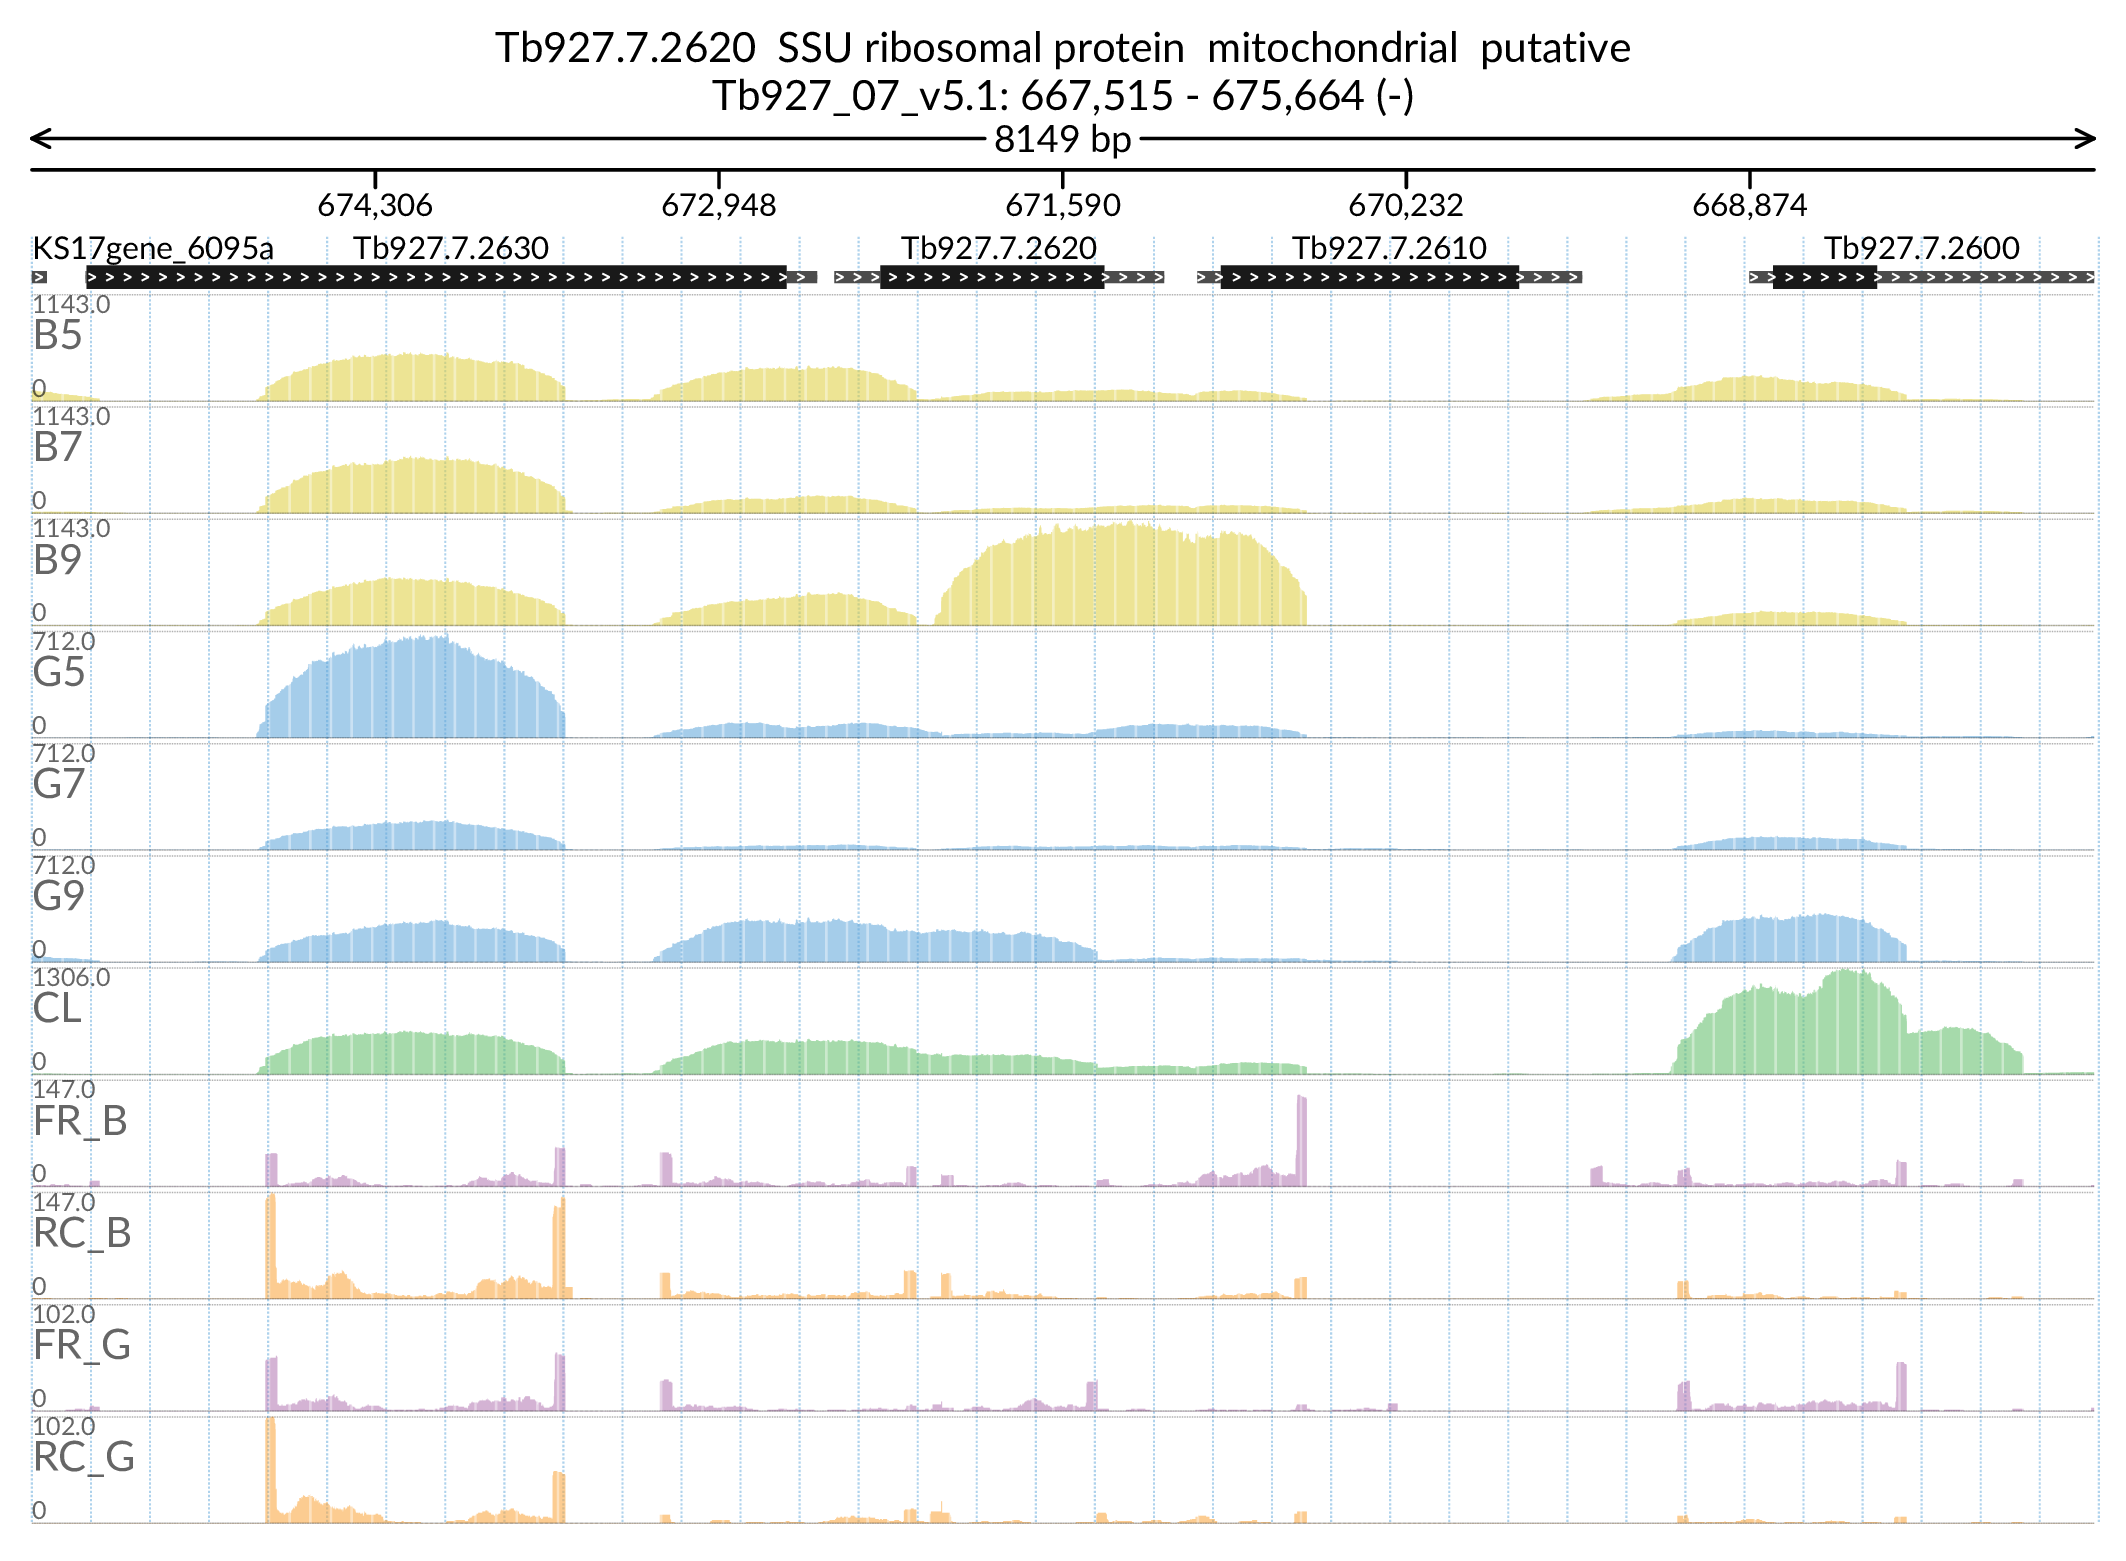 Tb927.7.2620  SSU ribosomal protein  mitochondrial  putative
Tb927_07_v5.1: 667,515 - 675,664 (-)
8149 bp
674,306 672,948 671,590 670,232 668,874
KS17gene_6095a Tb927.7.2630 Tb927.7.2620 Tb927.7.2610 Tb927.7.2600
1143.0
B5
0
1143.0
B7
0
1143.0
B9
0
712.0
G5
0
712.0
G7
0
712.0
G9
0
1306.0
CL
0
147.0
FR_B
0
147.0
RC_B
0
102.0
FR_G
0
102.0
RC_G
0